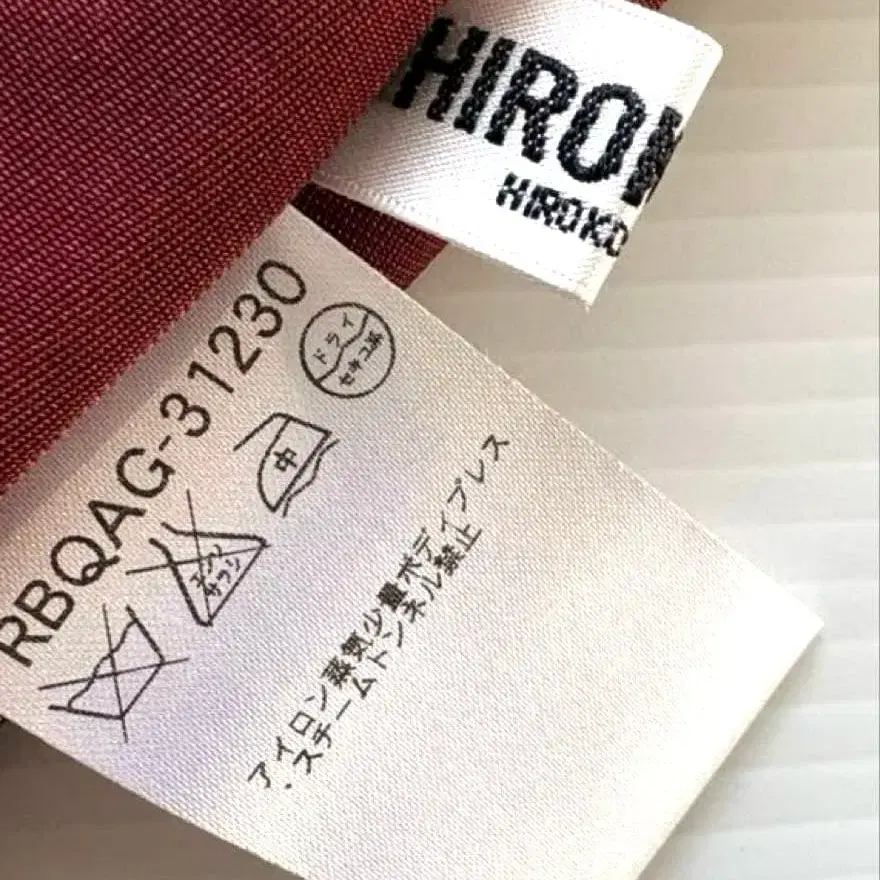 HIRO
HIROKO
RBQAG-31230
ドライ
セキユ系
中
エンソ
サラシ
アイロン蒸気少量ボディプレス
・スチームトンネル禁止